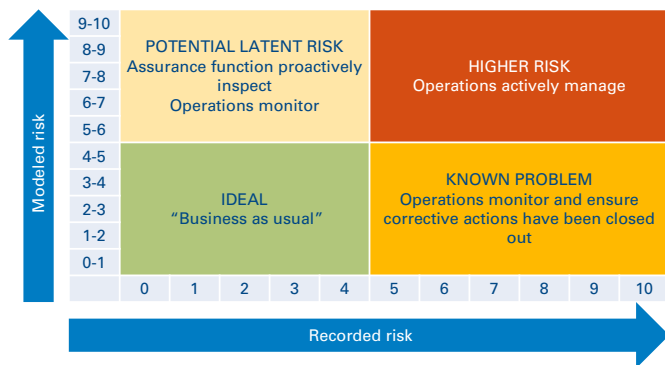 Modeled risk
9-10
8-9
7-8
6-7
5-6
4-5
3-4
2-3
1-2
0-1
POTENTIAL LATENT RISK
Assurance function proactively
inspect
Operations monitor
HIGHER RISK
Operations actively manage
IDEAL
“Business as usual”
KNOWN PROBLEM
Operations monitor and ensure
corrective actions have been closed
out
0 1 2 3 4 5 6 7 8 9 10
Recorded risk